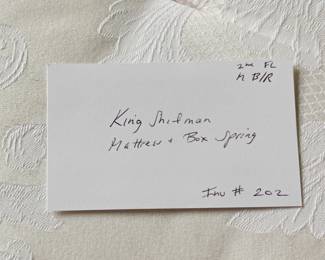 2nd FL
M B/R
King Shifman
Mattress + Box Spring
Inv # 202